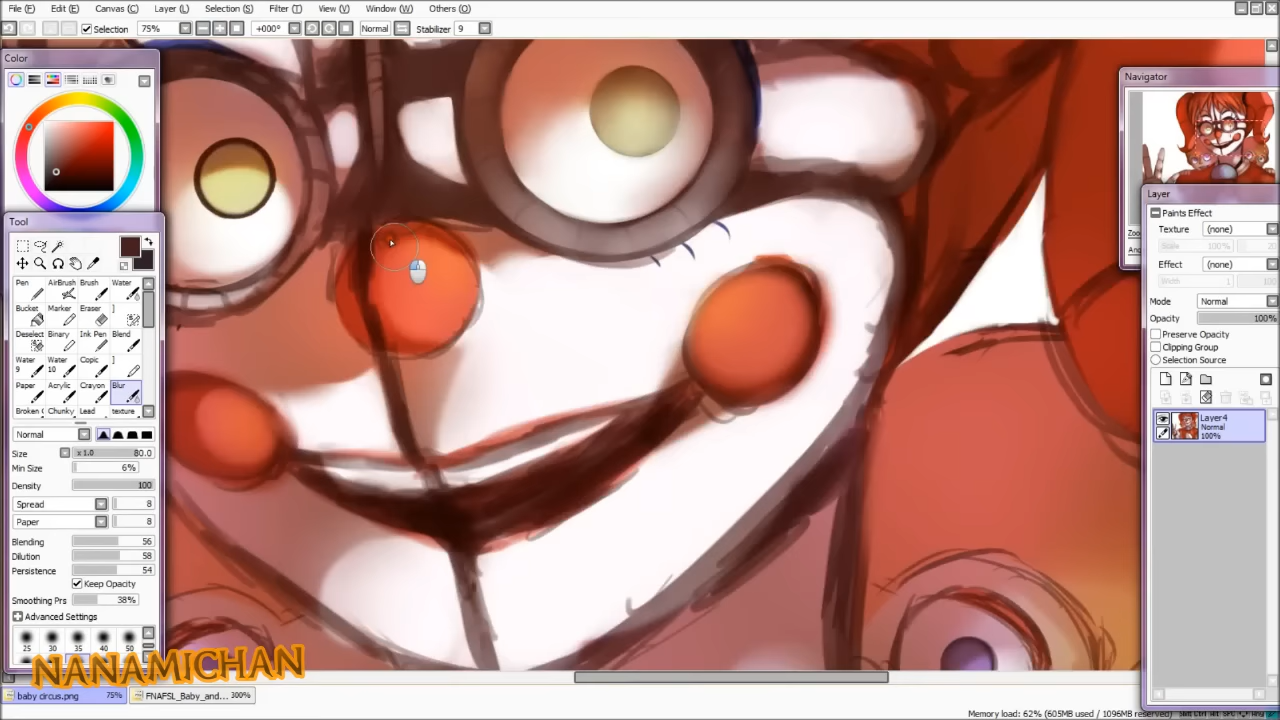 File (F) Edit (E) Canvas (C) Layer (L) Selection (S) Filter (T) View (V) Window (W) Others (O)
Selection 75% +000° Normal Stabilizer 9
Color
Tool
Pen AirBrush Brush Water
Bucket Marker Eraser ]
Deselect Binary Ink Pen Blend
Water 9 Water 10 Copic ]
Paper Acrylic Crayon Blur
Broken Chunky Lead texture
Normal
Size x 1.0 80.0
Min Size 6%
Density 100
Spread 8
Paper 8
Blending 56
Dilution 58
Persistence 54
Keep Opacity
Smoothing Prs 38%
Advanced Settings
25 30 35 40 50
NANAMICHAN
baby circus.png 75% FNAFSL_Baby_and... 300%
Navigator
Layer
Paints Effect
Texture (none)
Scale 100%
Effect (none)
Width 1
Mode Normal
Opacity 100%
Preserve Opacity
Clipping Group
Selection Source
Layer4
Normal
100%
Memory load: 62% (605MB used / 1096MB reserved)